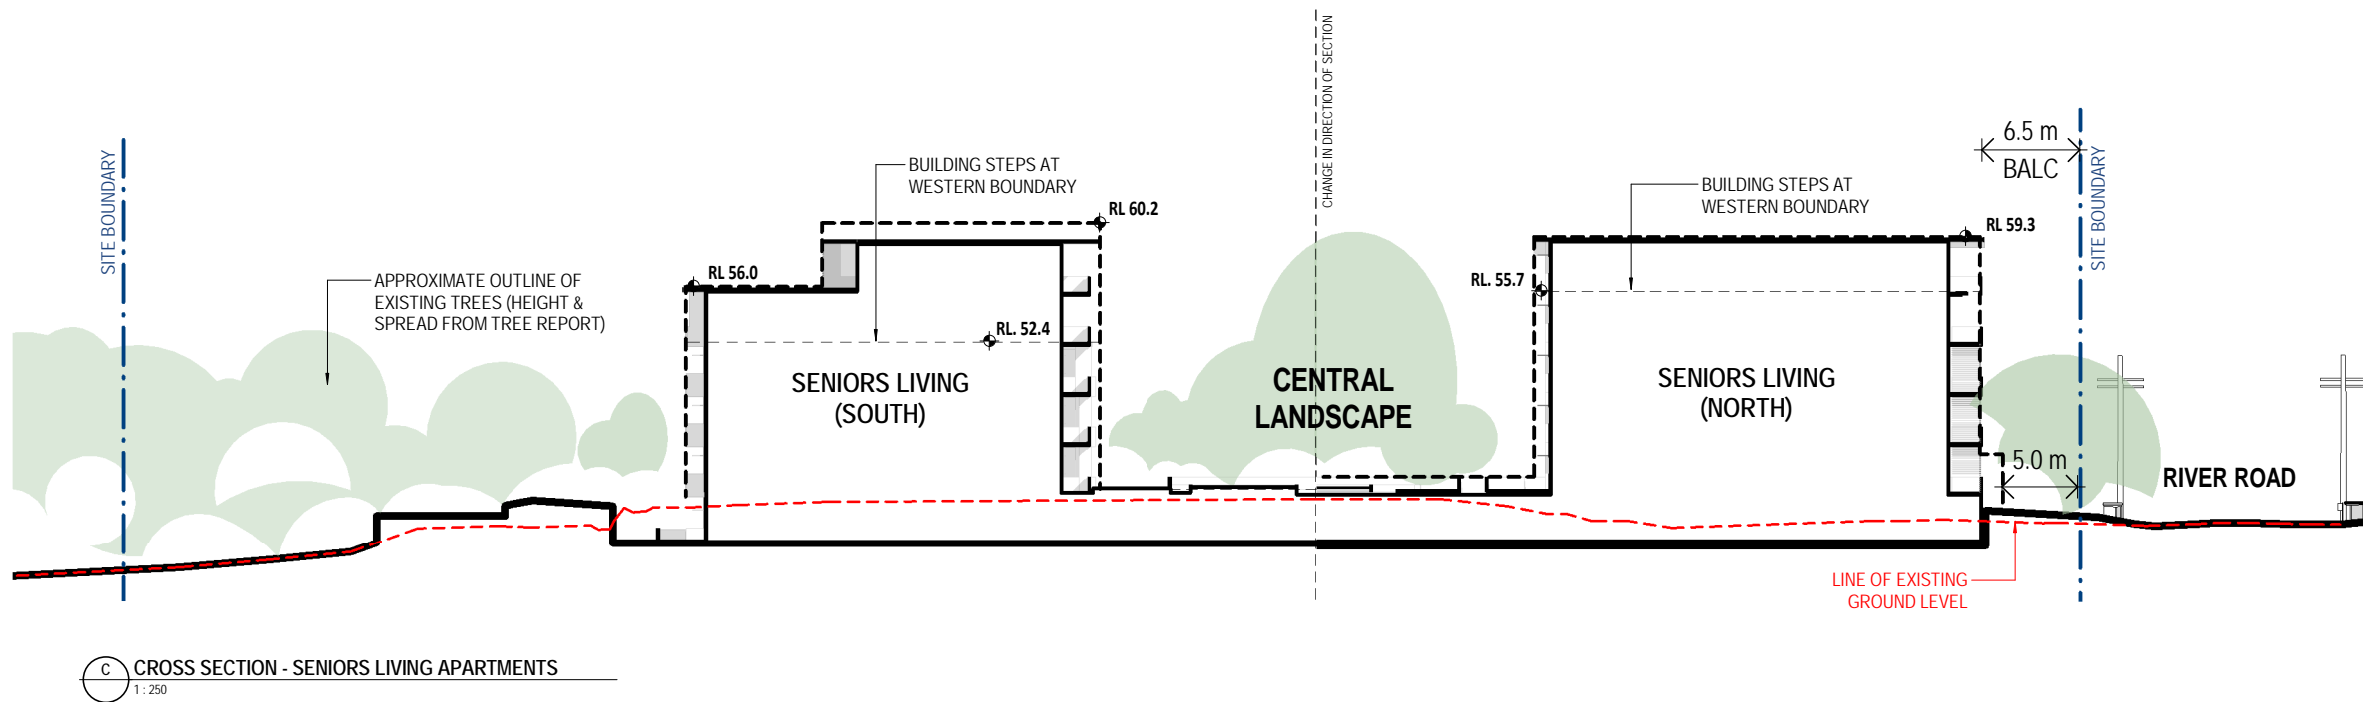 CHANGE IN DIRECTION OF SECTION
6.5 m
BALC
SITE BOUNDARY
SITE BOUNDARY
BUILDING STEPS AT
WESTERN BOUNDARY
BUILDING STEPS AT
WESTERN BOUNDARY
RL 60.2
RL 59.3
RL 56.0
RL. 55.7
APPROXIMATE OUTLINE OF
EXISTING TREES (HEIGHT &
SPREAD FROM TREE REPORT)
RL. 52.4
SENIORS LIVING
(SOUTH)
CENTRAL
LANDSCAPE
SENIORS LIVING
(NORTH)
5.0 m
RIVER ROAD
LINE OF EXISTING
GROUND LEVEL
C
CROSS SECTION - SENIORS LIVING APARTMENTS
1 : 250